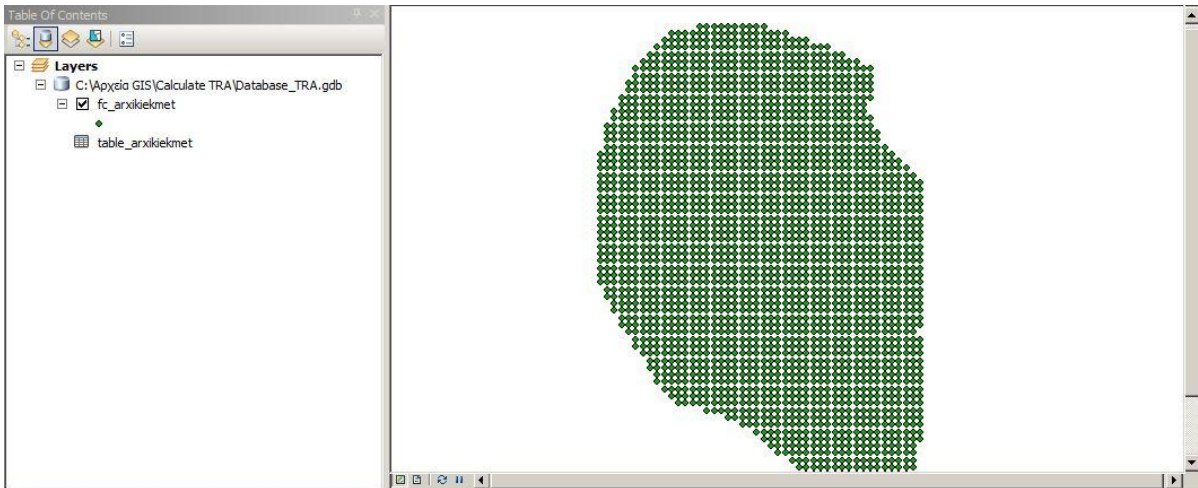 Table Of Contents
Layers
C:\Αρχεία GIS\Calculate TRA\Database_TRA.gdb
fc_arxikiekmet
table_arxikiekmet